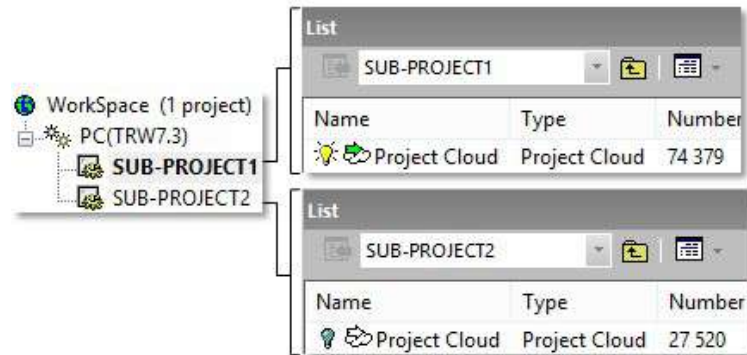 WorkSpace (1 project)
PC(TRW7.3)
SUB-PROJECT1
SUB-PROJECT2
List
SUB-PROJECT1
Name Type Number
Project Cloud Project Cloud 74 379
List
SUB-PROJECT2
Name Type Number
Project Cloud Project Cloud 27 520